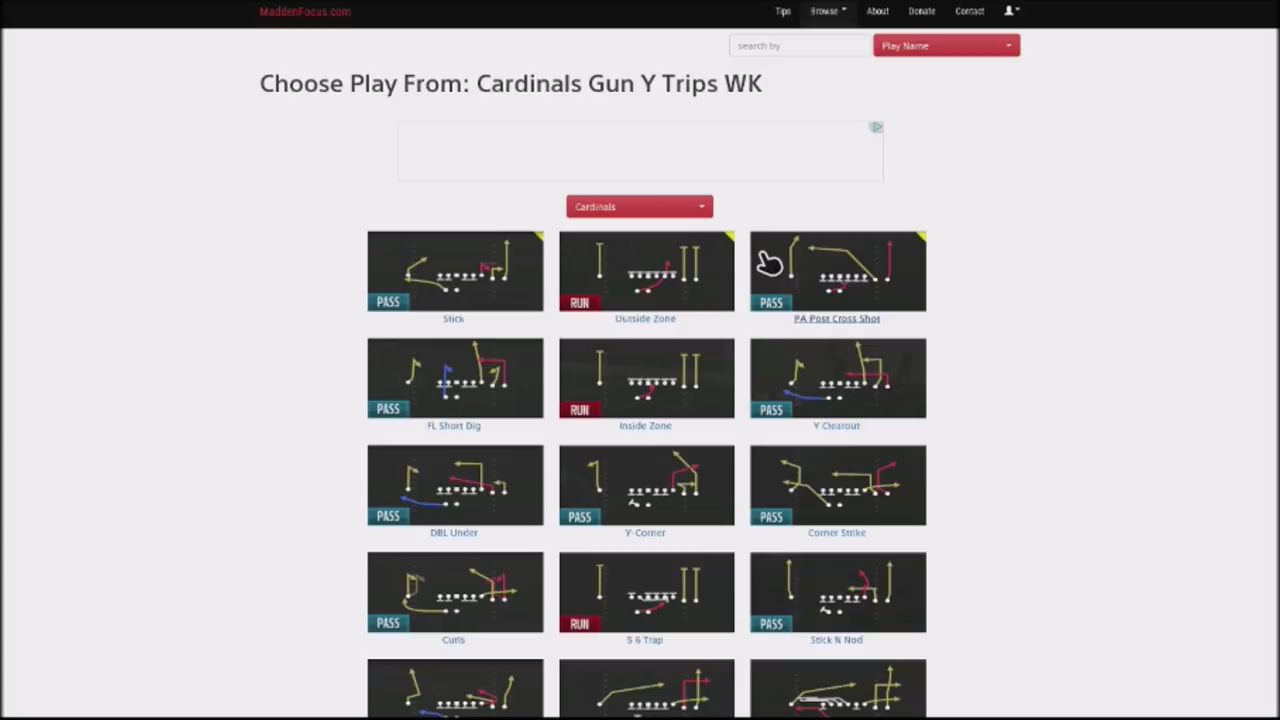 MaddenFocus.com
Tips Browse About Donate Contact
search by Play Name
Choose Play From: Cardinals Gun Y Trips WK
Cardinals
PASS RUN PASS
Stick Outside Zone PA Post Cross Shot
PASS RUN PASS
FL Short Dig Inside Zone Y Clearout
PASS PASS PASS
DBL Under Y-Corner Corner Strike
PASS RUN PASS
Curls 5 6 Trap Stick N Nod